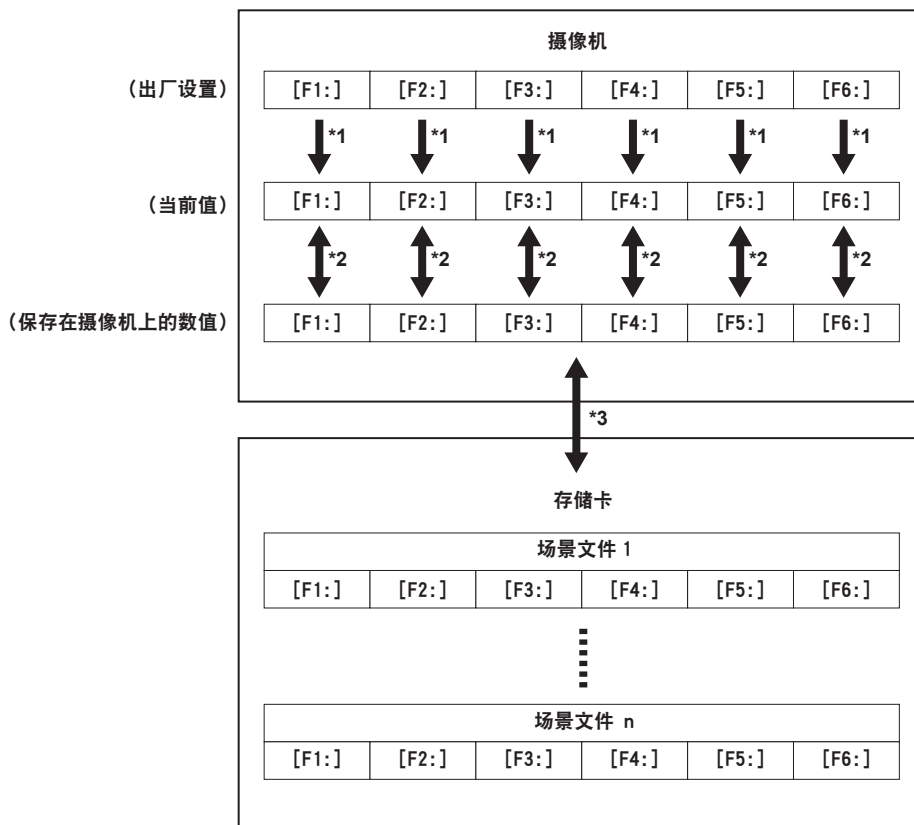 摄像机
(出厂设置) [F1:] [F2:] [F3:] [F4:] [F5:] [F6:]
*1 *1 *1 *1 *1 *1
(当前值) [F1:] [F2:] [F3:] [F4:] [F5:] [F6:]
*2 *2 *2 *2 *2 *2
(保存在摄像机上的数值) [F1:] [F2:] [F3:] [F4:] [F5:] [F6:]
*3
存储卡
场景文件 1
[F1:] [F2:] [F3:] [F4:] [F5:] [F6:]
场景文件 n
[F1:] [F2:] [F3:] [F4:] [F5:] [F6:]